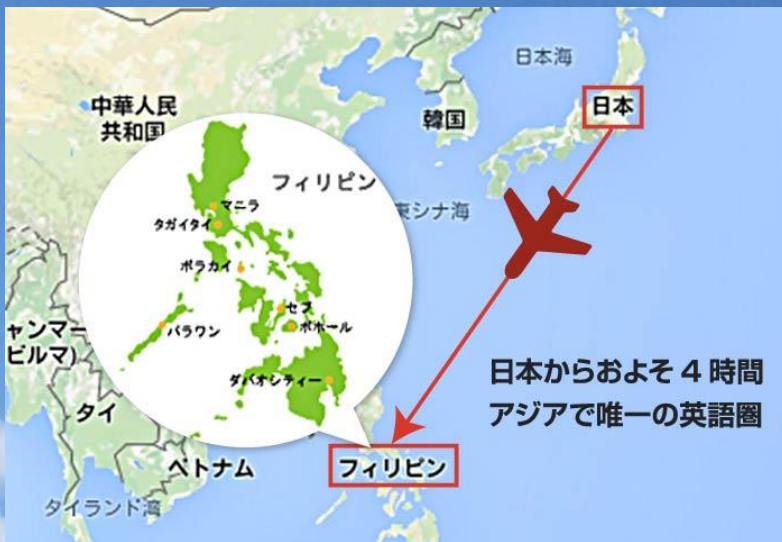 日本海
中華人民
共和国
韓国
日本
フィリピン
東シナ海
マニラ
タガイタイ
ボラカイ
セブ
ボホール
パラワン
ダバオシティー
ャンマー
ビルマ)
タイ
日本からおよそ4時間
アジアで唯一の英語圏
ベトナム
フィリピン
タイランド湾